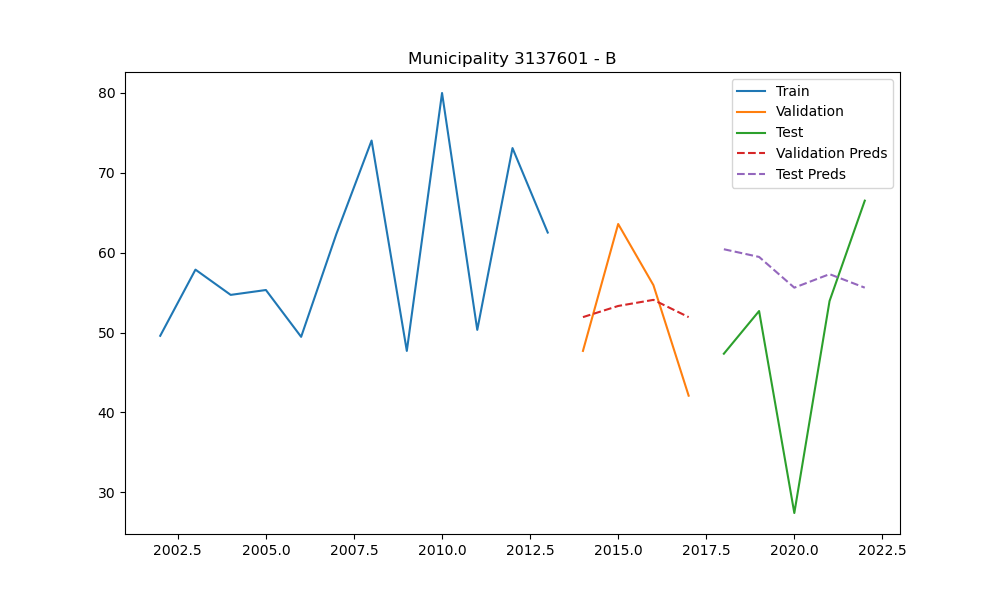 Municipality 3137601 - B
Train
Validation
Test
Validation Preds
Test Preds
80
70
60
50
40
30
2002.5 2005.0 2007.5 2010.0 2012.5 2015.0 2017.5 2020.0 2022.5